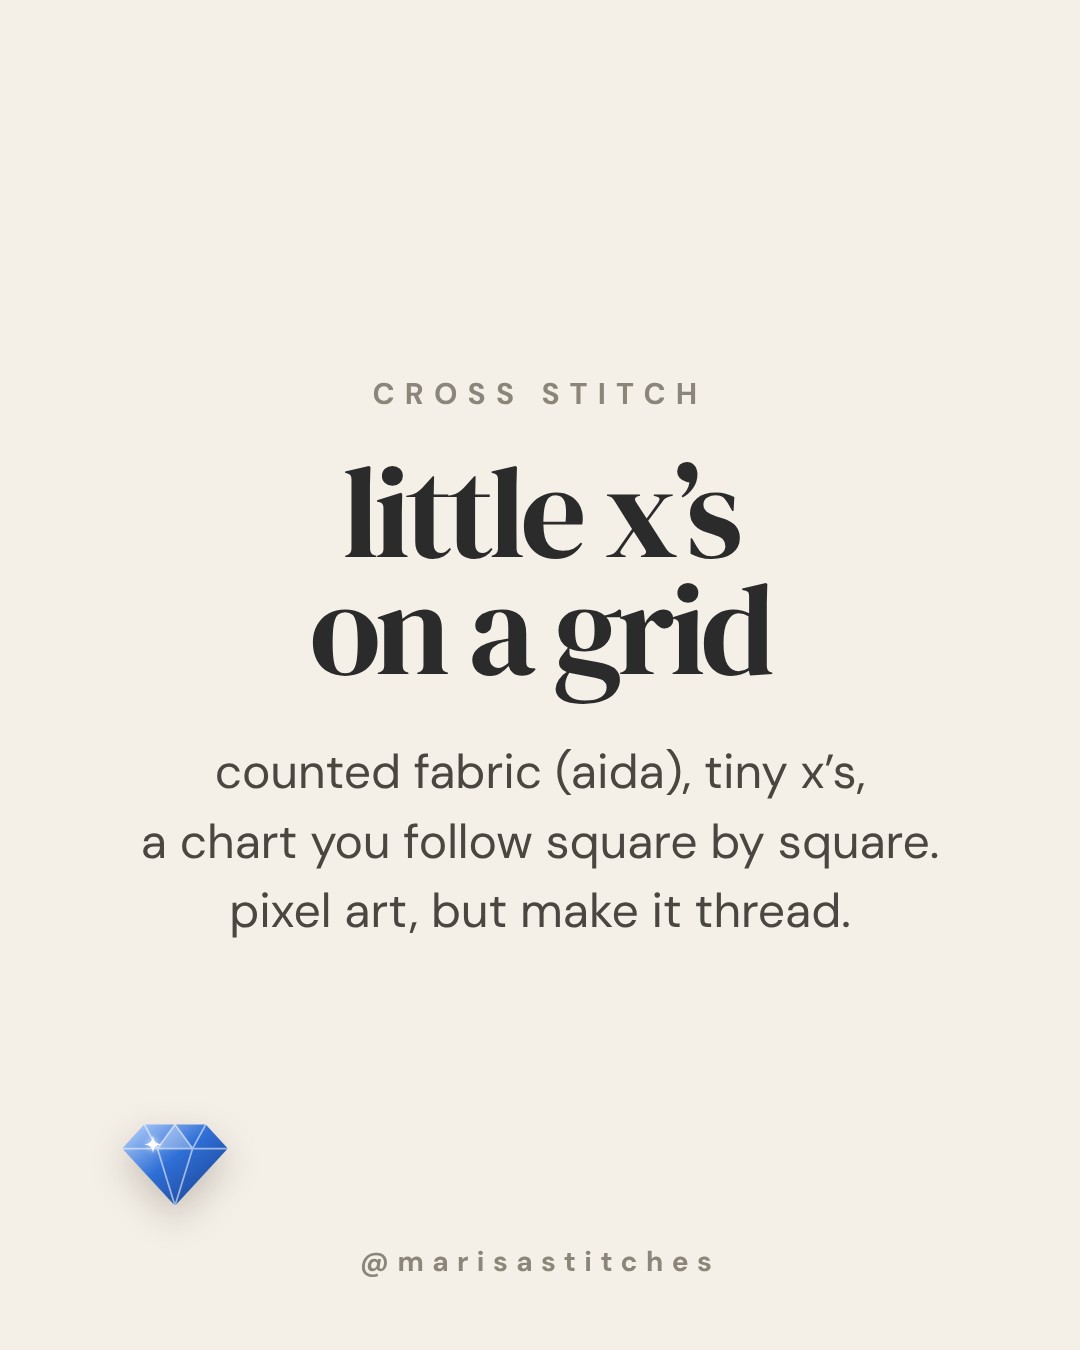 CROSS STITCH
little x’s
on a grid
counted fabric (aida), tiny x’s,
a chart you follow square by square.
pixel art, but make it thread.
@marisastitches